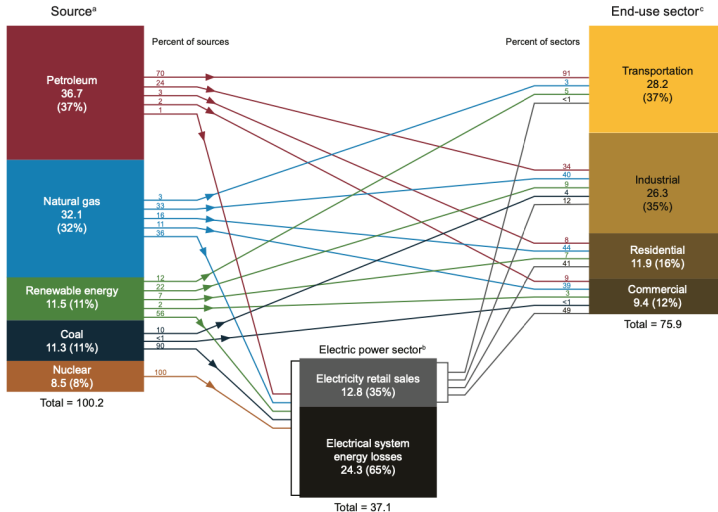 Sourceᵃ
End-use sectorᶜ
Percent of sources
Percent of sectors
Petroleum
36.7
(37%)
70
24
3
2
1
Natural gas
32.1
(32%)
3
33
16
11
36
Renewable energy
11.5 (11%)
12
22
7
2
56
Coal
11.3 (11%)
10
<1
90
Nuclear
8.5 (8%)
100
Total = 100.2
Electric power sectorᵇ
Electricity retail sales
12.8 (35%)
Electrical system
energy losses
24.3 (65%)
Total = 37.1
91
3
5
<1
Transportation
28.2
(37%)
34
40
9
4
12
Industrial
26.3
(35%)
8
44
7
41
Residential
11.9 (16%)
9
39
3
<1
49
Commercial
9.4 (12%)
Total = 75.9